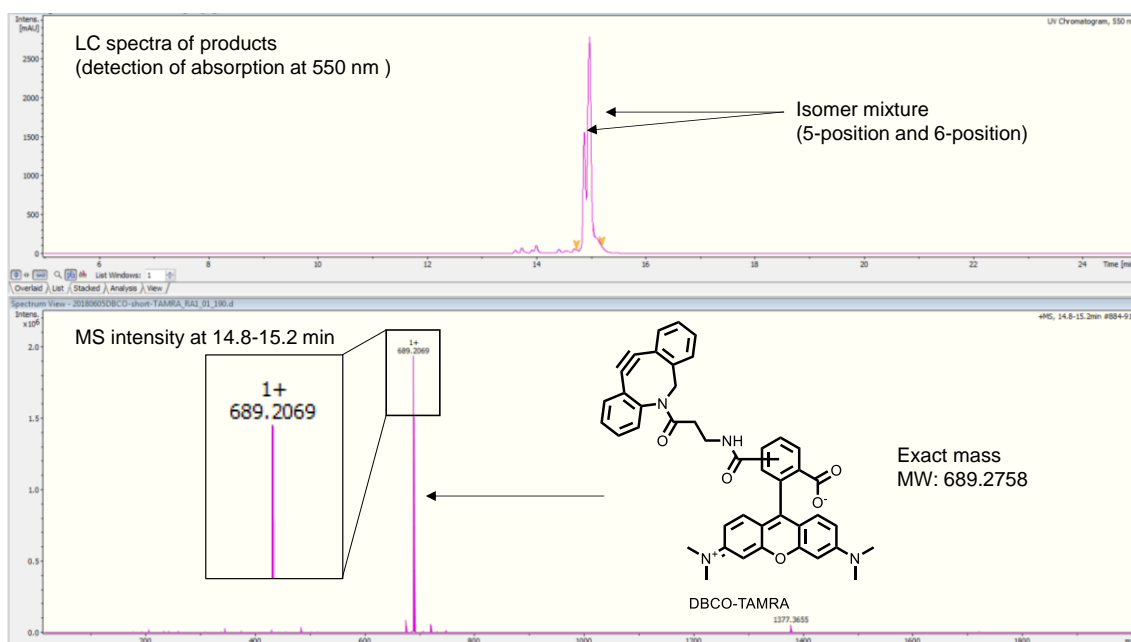 Intens.
[mAU]
UV Chromatogram, 550 n
LC spectra of products
(detection of absorption at 550 nm )
Isomer mixture
(5-position and 6-position)
2500
2000
1500
1000
500
0
6
8
10
12
14
16
18
20
22
24
Time [min
List Windows: 1
Overlaid List Stacked Analysis View
Spectrum View - 20180605DBCO-short-TAMRA_RA1_01_190.d
Intens.
x10⁶
+MS, 14.8-15.2min #884-91
MS intensity at 14.8-15.2 min
1+
689.2069
1+
689.2069
2.0
1.5
1.0
0.5
0.0
N
O
NH
O
O
O-
Exact mass
MW: 689.2758
N+
O
N
DBCO-TAMRA
1377.3655
200
400
600
800
1000
1200
1400
1600
1800